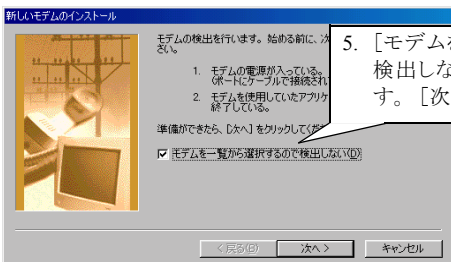 新しいモデムのインストール
モデムの検出を行います。始める前に、次
さい。
1. モデムの電源が入っている。
(ポートにケーブルで接続され
2. モデムを使用していたアプリケ
終了している。
準備ができたら、[次へ] をクリックしてくだ
モデムを一覧から選択するので検出しない(D)
5. [モデムを
検出しな
す。[次
< 戻る(B)
次へ >
キャンセル